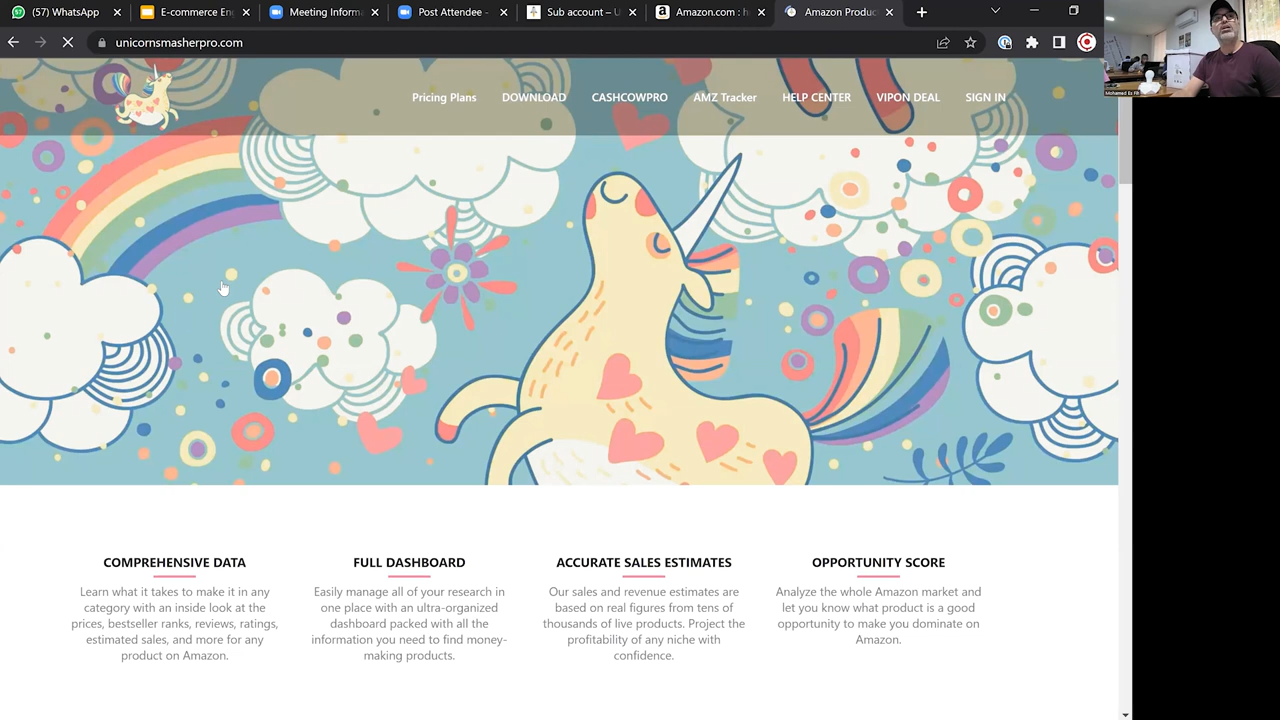 (57) WhatsApp
E-commerce En
Meeting Inform
Post Attendee -
Sub account – U
Amazon.com : h
Amazon Produc
unicornsmasherpro.com
Pricing Plans
DOWNLOAD
CASHCOWPRO
AMZ Tracker
HELP CENTER
VIPON DEAL
SIGN IN
COMPREHENSIVE DATA
Learn what it takes to make it in any
category with an inside look at the
prices, bestseller ranks, reviews, ratings,
estimated sales, and more for any
product on Amazon.
FULL DASHBOARD
Easily manage all of your research in
one place with an ultra-organized
dashboard packed with all the
information you need to find money-
making products.
ACCURATE SALES ESTIMATES
Our sales and revenue estimates are
based on real figures from tens of
thousands of live products. Project the
profitability of any niche with
confidence.
OPPORTUNITY SCORE
Analyze the whole Amazon market and
let you know what product is a good
opportunity to make you dominate on
Amazon.